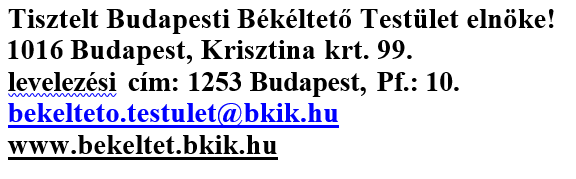 Tisztelt Budapesti Békéltető Testület elnöke!
1016 Budapest, Krisztina krt. 99.
levelezési cím: 1253 Budapest, Pf.: 10.
bekelteto.testulet@bkik.hu
www.bekeltet.bkik.hu